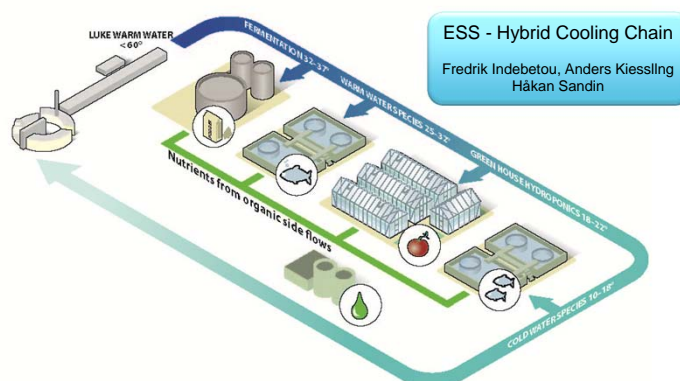 LUKE WARM WATER
<60°
FERMENTATION 32-37°
WARM WATER SPECIES 25-32°
GREEN HOUSE HYDROPONICS 18-22°
COLD WATER SPECIES 10-18°
Nutrients from organic side flows
ESS - Hybrid Cooling Chain
Fredrik Indebetou, Anders Kiesslıng
Håkan Sandin